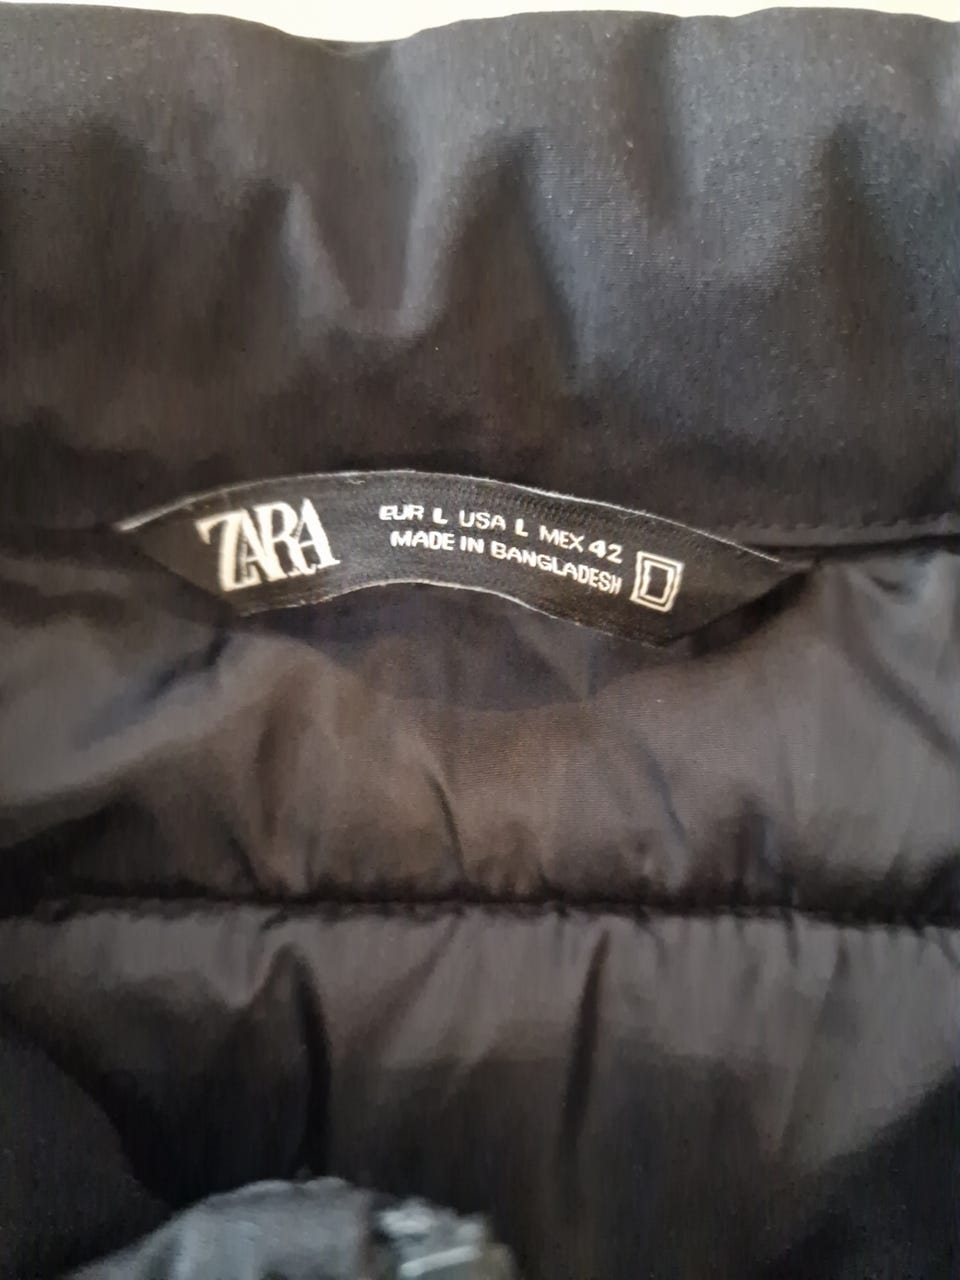 ZARA
EUR L USA L MEX 42
MADE IN BANGLADESH